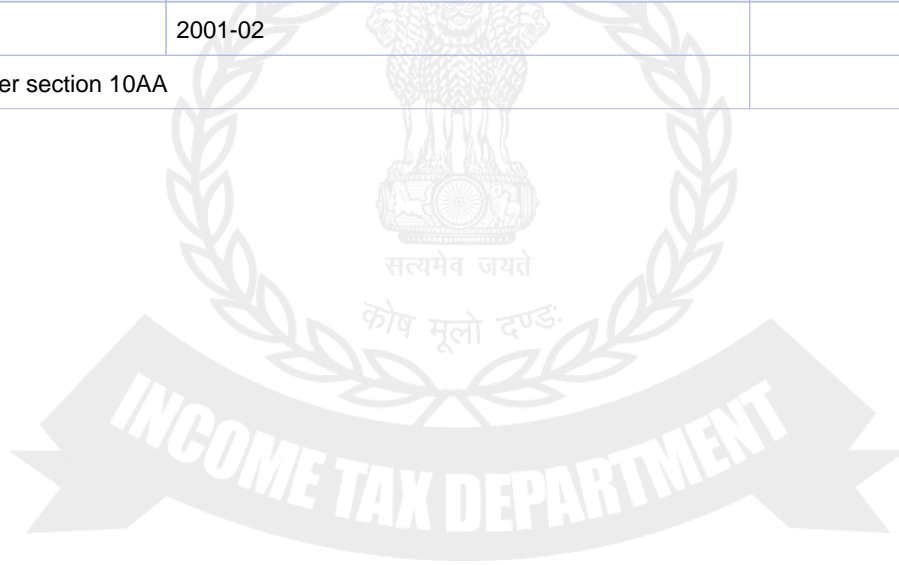 2001-02
er section 10AA
सत्यमेव जयते
कोष मूलो दण्डः
INCOME TAX DEPARTMENT